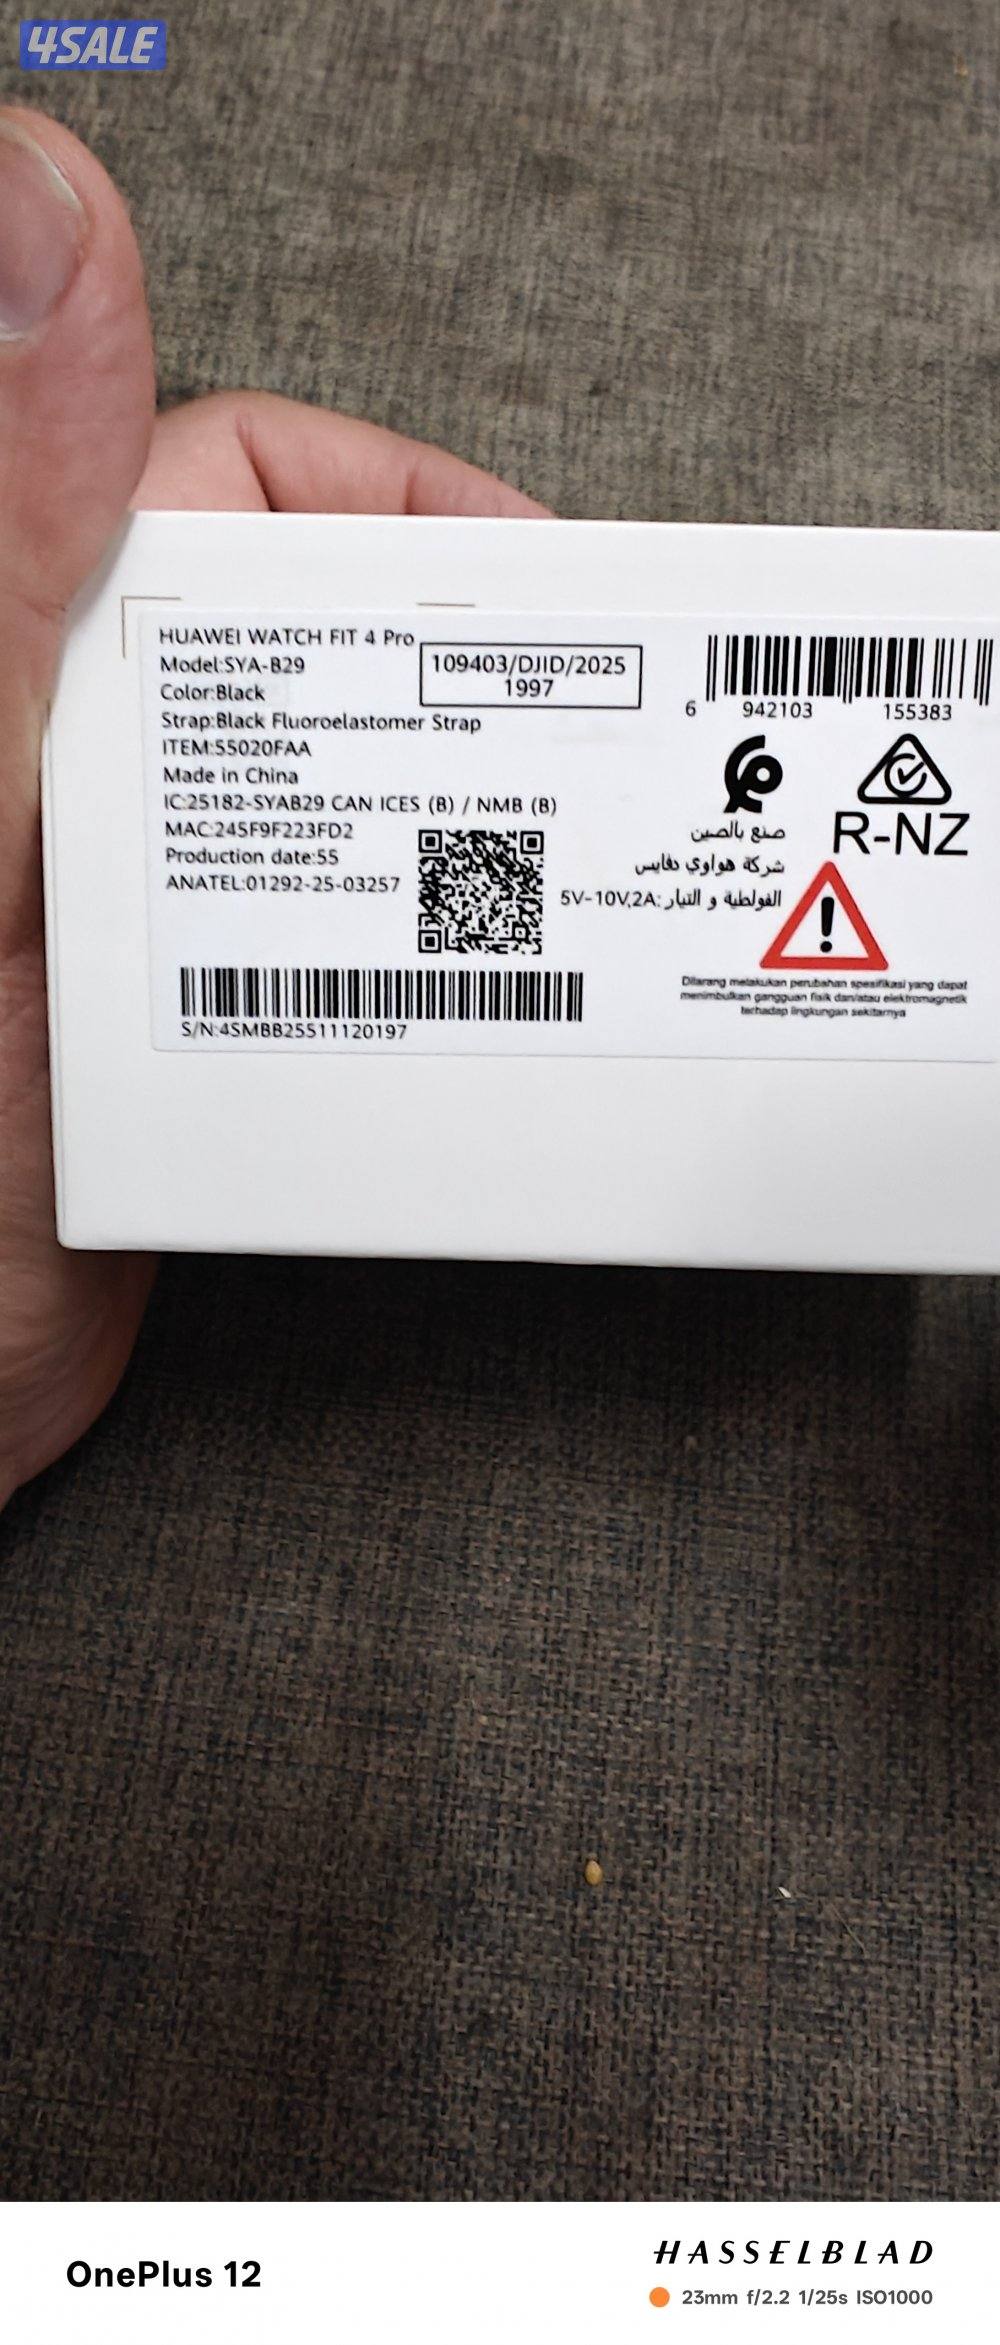 4SALE
HUAWEI WATCH FIT 4 Pro
Model:SYA-B29
Color:Black
Strap:Black Fluoroelastomer Strap
ITEM:55020FAA
Made in China
IC:25182-SYAB29 CAN ICES (B) / NMB (B)
MAC:245F9F223FD2
Production date:55
ANATEL:01292-25-03257
S/N:4SMBB25511120197
109403/DJID/2025
1997
6 942103 155383
R-NZ
صنع بالصين
شركة هواوي دفايس
الفولطية و التيار: 5V-10V,2A
Dilarang melakukan perubahan spesifikasi yang dapat
menimbulkan gangguan fisik dan/atau elektromagnetik
terhadap lingkungan sekitarnya
OnePlus 12
HASSELBLAD
23mm f/2.2 1/25s ISO1000